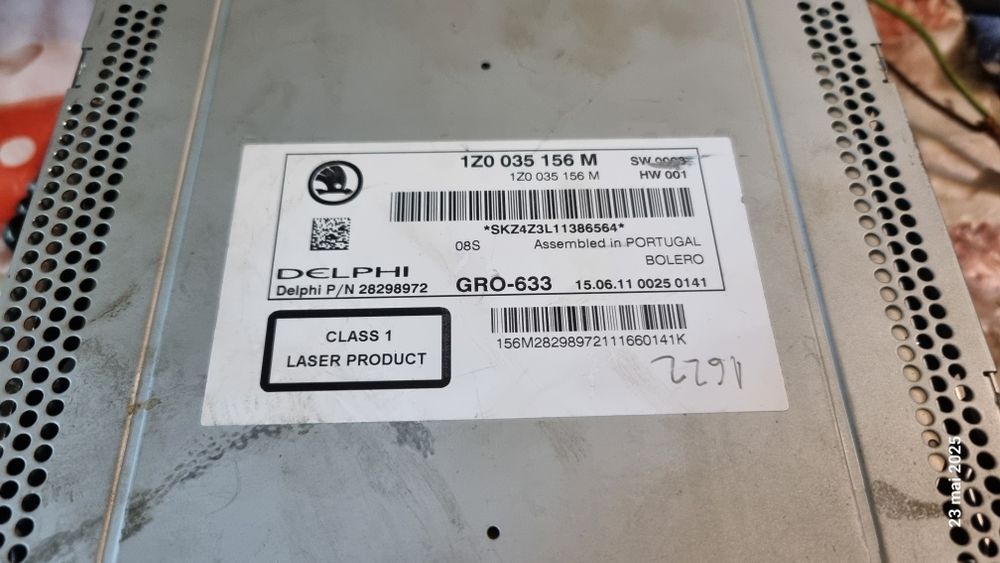 1Z0 035 156 M
SW 0003
1Z0 035 156 M
HW 001
*SKZ4Z3L11386564*
08S
Assembled in PORTUGAL
BOLERO
DELPHI
Delphi P/N 28298972
GRO-633
15.06.11 0025 0141
CLASS 1
LASER PRODUCT
156M28298972111660141K
1622
23 mai 2025